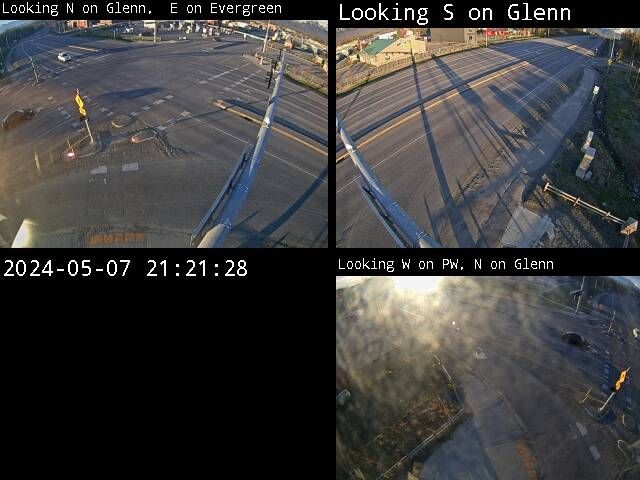 Looking N on Glenn,  E on Evergreen
Looking S on Glenn
2024-05-07 21:21:28
Looking W on PW, N on Glenn